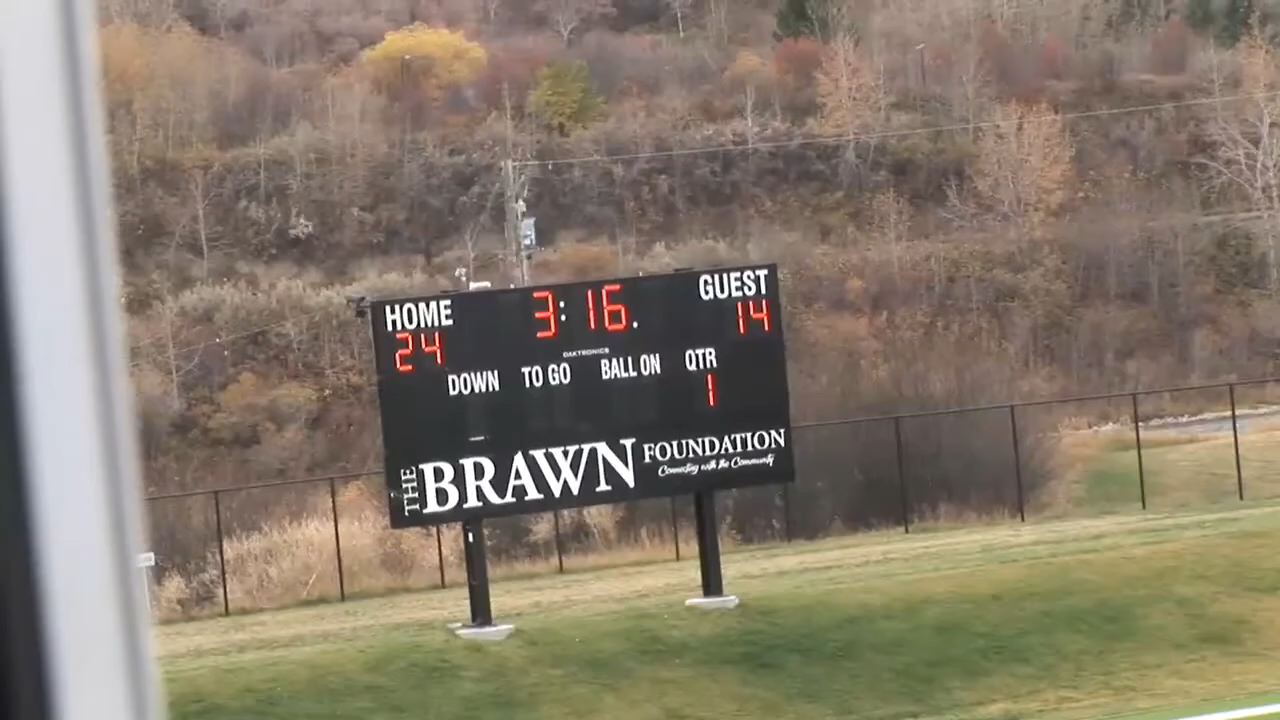 HOME 3:16. GUEST
24 14
DAKTRONICS
DOWN TO GO BALL ON QTR
1
THE BRAWN FOUNDATION
Connecting with the Community